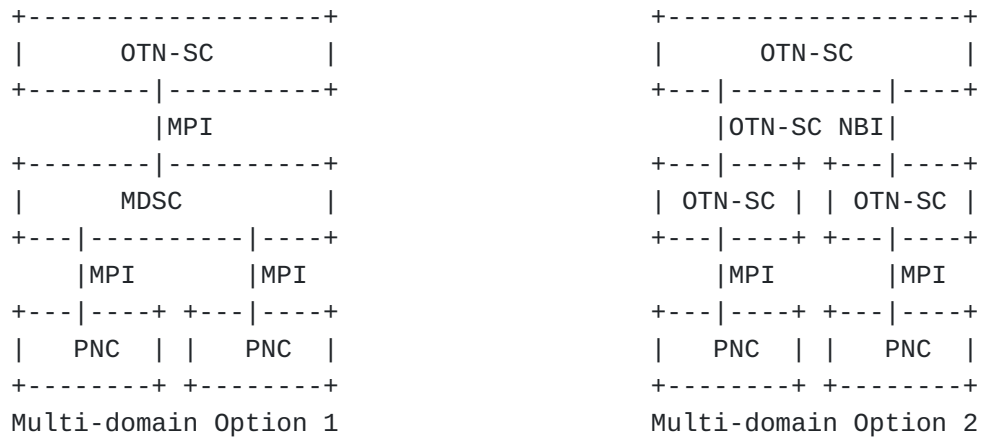 +-------------------+                   +-------------------+
|      OTN-SC       |                   |      OTN-SC       |
+--------|----------+                   +---|----------|----+
         |MPI                               |OTN-SC NBI|
+--------|----------+                   +---|----+ +---|----+
|      MDSC         |                   | OTN-SC | | OTN-SC |
+---|----------|----+                   +---|----+ +---|----+
    |MPI       |MPI                         |MPI       |MPI
+---|----+ +---|----+                   +---|----+ +---|----+
|   PNC  | |   PNC  |                   |   PNC  | |   PNC  |
+--------+ +--------+                   +--------+ +--------+
Multi-domain Option 1                   Multi-domain Option 2